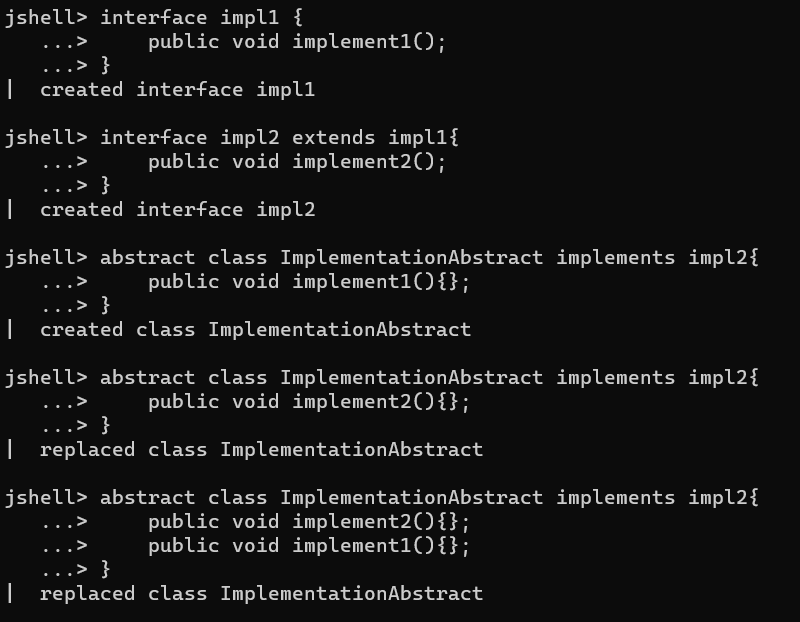 jshell> interface impl1 {
   ...>     public void implement1();
   ...> }
|  created interface impl1

jshell> interface impl2 extends impl1{
   ...>     public void implement2();
   ...> }
|  created interface impl2

jshell> abstract class ImplementationAbstract implements impl2{
   ...>     public void implement1(){};
   ...> }
|  created class ImplementationAbstract

jshell> abstract class ImplementationAbstract implements impl2{
   ...>     public void implement2(){};
   ...> }
|  replaced class ImplementationAbstract

jshell> abstract class ImplementationAbstract implements impl2{
   ...>     public void implement2(){};
   ...>     public void implement1(){};
   ...> }
|  replaced class ImplementationAbstract